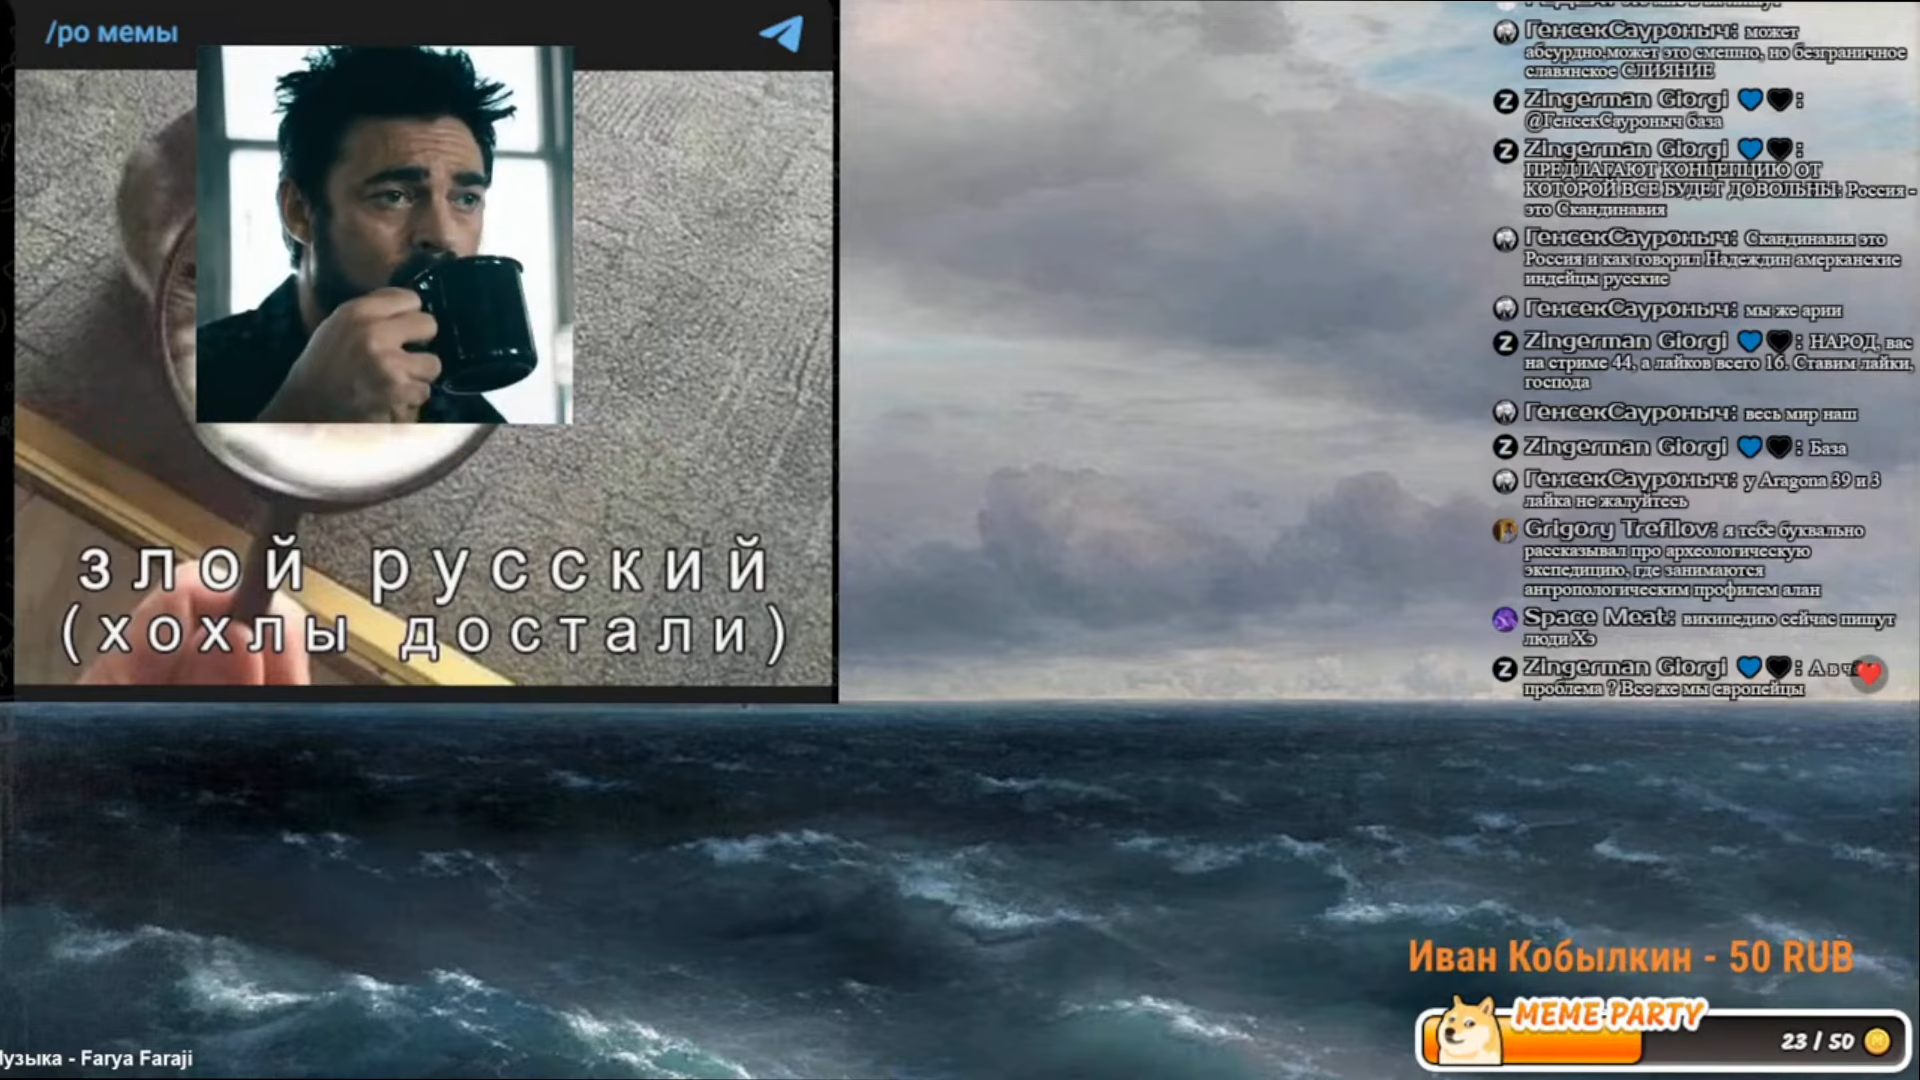 /ро мемы
злой русский
(хохлы достали)
ГенсекСауроныч: может
абсурдно,может это смешно, но безграничное
славянское СЛИЯНИЕ
Zingerman Giorgi 💙🖤:
@ГенсекСауроныч база
Zingerman Giorgi 💙🖤:
ПРЕДЛАГАЮТ КОНЦЕПЦИЮ ОТ
КОТОРОЙ ВСЕ БУДЕТ ДОВОЛЬНЫ: Россия -
это Скандинавия
ГенсекСауроныч: Скандинавия это
Россия и как говорил Надеждин амерканские
индейцы русские
ГенсекСауроныч: мы же арии
Zingerman Giorgi 💙🖤: НАРОД, вас
на стриме 44, а лайков всего 16. Ставим лайки,
господа
ГенсекСауроныч: весь мир наш
Zingerman Giorgi 💙🖤: База
ГенсекСауроныч: у Aragona 39 и 3
лайка не жалуйтесь
Grigory Trefilov: я тебе буквально
рассказывал про археологическую
экспедицию, где занимаются
антропологическим профилем алан
Space Meat: википедию сейчас пишут
люди Хэ
Zingerman Giorgi 💙🖤: А в
проблема ? Все же мы европейцы
Иван Кобылкин - 50 RUB
MEME PARTY
23 / 50
узыка - Farya Faraji